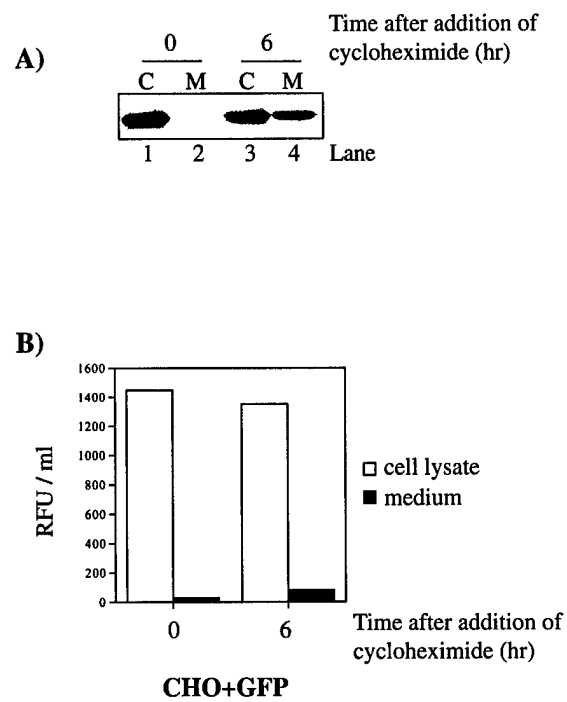 Time after addition of
cycloheximide (hr)
0 6
A)
C M C M
1 2 3 4 Lane
B)
1600
1400
1200
1000
800
600
400
200
0
RFU / ml
cell lysate
medium
0 6
Time after addition of
cycloheximide (hr)
CHO+GFP